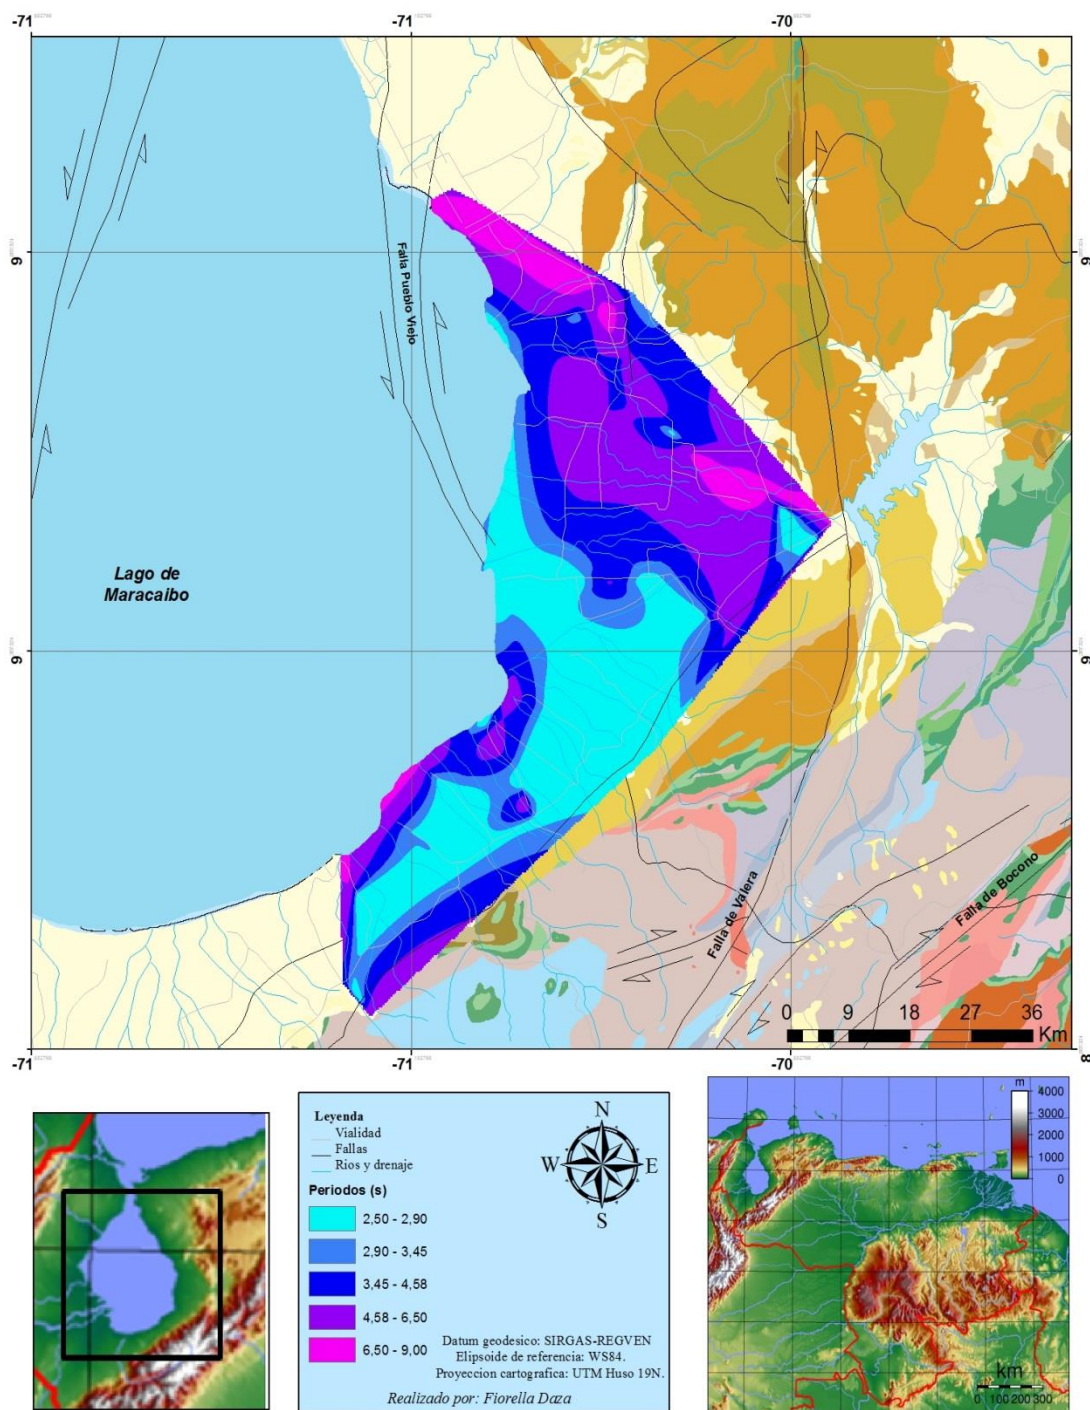 -71
-71
-70
9
9
Falla Pueblo Viejo
Lago de
Maracaibo
9
9
Falla de Valera
Falla de Bocono
0 9 18 27 36
Km
-71
-71
-70
8
Leyenda
Vialidad
Fallas
Rios y drenaje
Periodos (s)
2,50 - 2,90
2,90 - 3,45
3,45 - 4,58
4,58 - 6,50
6,50 - 9,00
N
W E
S
Datum geodesico: SIRGAS-REGVEN
Elipsoide de referencia: WS84.
Proyeccion cartografica: UTM Huso 19N.
Realizado por: Fiorella Daza
m
4000
3000
2000
1000
0
km
0 100 200 300